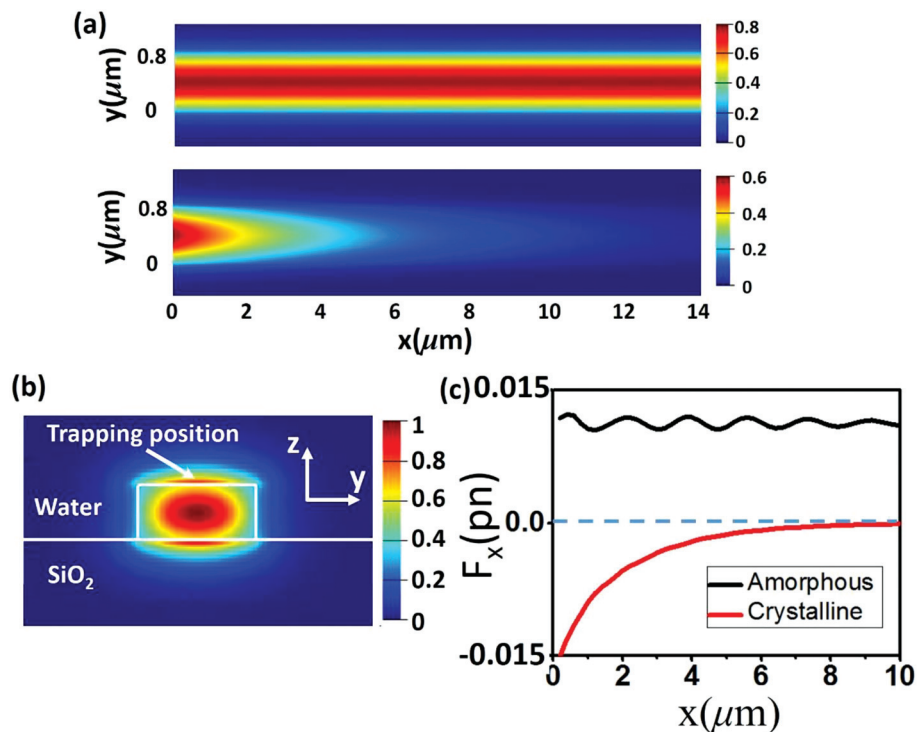 (a)
y(μm)
0.8
0
0.8
0.6
0.4
0.2
0
y(μm)
0.8
0
0.6
0.4
0.2
0
0 2 4 6 8 10 12 14
x(μm)
(b)
Trapping position
z
y
Water
SiO₂
1
0.8
0.6
0.4
0.2
0
(c)
0.015
0.0
-0.015
Fₓ(pn)
Amorphous
Crystalline
0 2 4 6 8 10
x(μm)